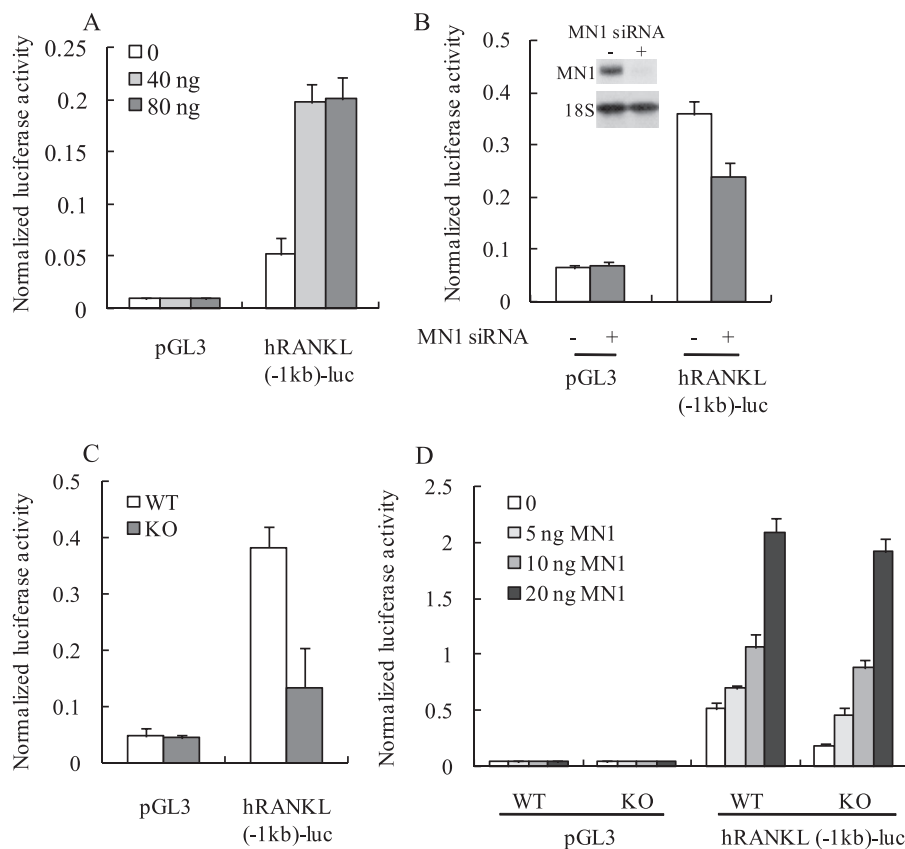 A
Normalized luciferase activity
0.25
0.2
0.15
0.1
0.05
0
0
40 ng
80 ng
pGL3
hRANKL
(-1kb)-luc
B
Normalized luciferase activity
0.5
0.4
0.3
0.2
0.1
0
MN1 siRNA
- +
MN1
18S
MN1 siRNA - + - +
pGL3
hRANKL
(-1kb)-luc
C
Normalized luciferase activity
0.5
0.4
0.3
0.2
0.1
0
WT
KO
pGL3
hRANKL
(-1kb)-luc
D
Normalized luciferase activity
2.5
2
1.5
1
0.5
0
0
5 ng MN1
10 ng MN1
20 ng MN1
WT KO WT KO
pGL3 hRANKL (-1kb)-luc